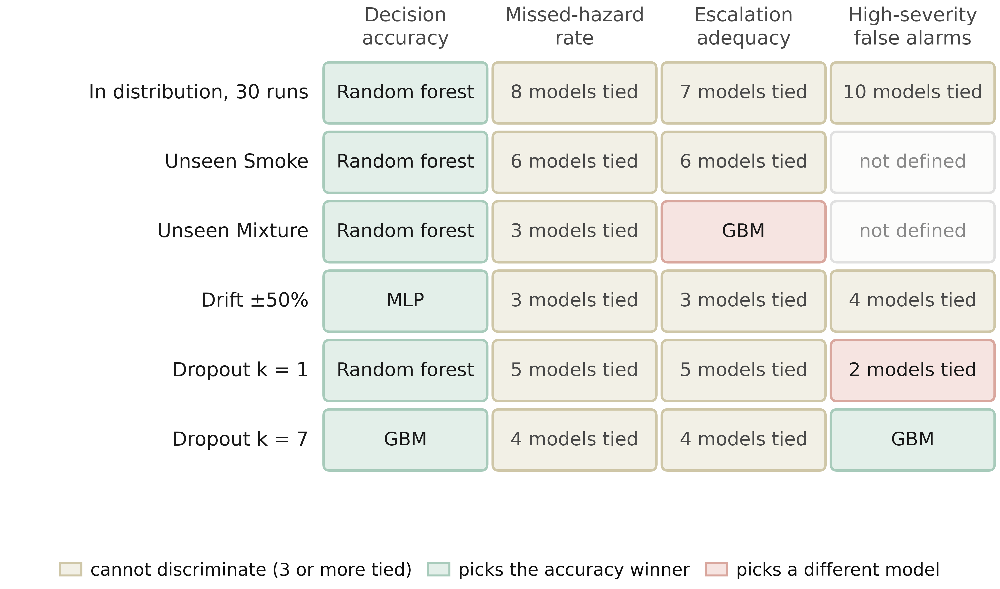 Decision accuracy
Missed-hazard rate
Escalation adequacy
High-severity false alarms
In distribution, 30 runs
Random forest
8 models tied
7 models tied
10 models tied
Unseen Smoke
Random forest
6 models tied
6 models tied
not defined
Unseen Mixture
Random forest
3 models tied
GBM
not defined
Drift ±50%
MLP
3 models tied
3 models tied
4 models tied
Dropout k = 1
Random forest
5 models tied
5 models tied
2 models tied
Dropout k = 7
GBM
4 models tied
4 models tied
GBM
cannot discriminate (3 or more tied)
picks the accuracy winner
picks a different model